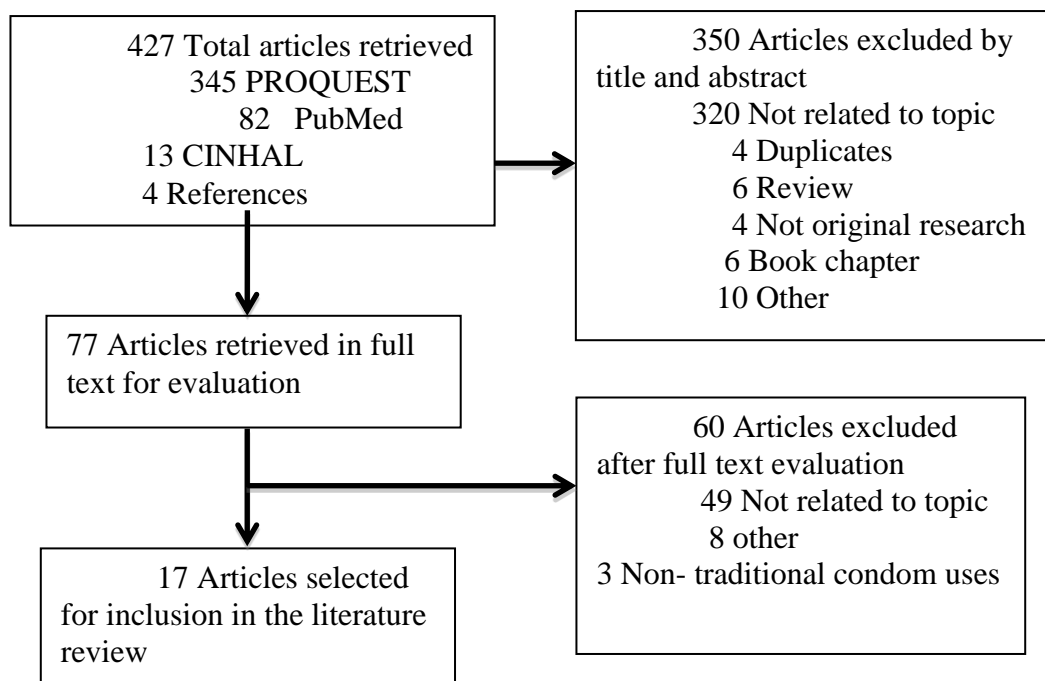 427 Total articles retrieved
345 PROQUEST
82 PubMed
13 CINHAL
4 References
350 Articles excluded by
title and abstract
320 Not related to topic
4 Duplicates
6 Review
4 Not original research
6 Book chapter
10 Other
77 Articles retrieved in full
text for evaluation
60 Articles excluded
after full text evaluation
49 Not related to topic
8 other
3 Non- traditional condom uses
17 Articles selected
for inclusion in the literature
review